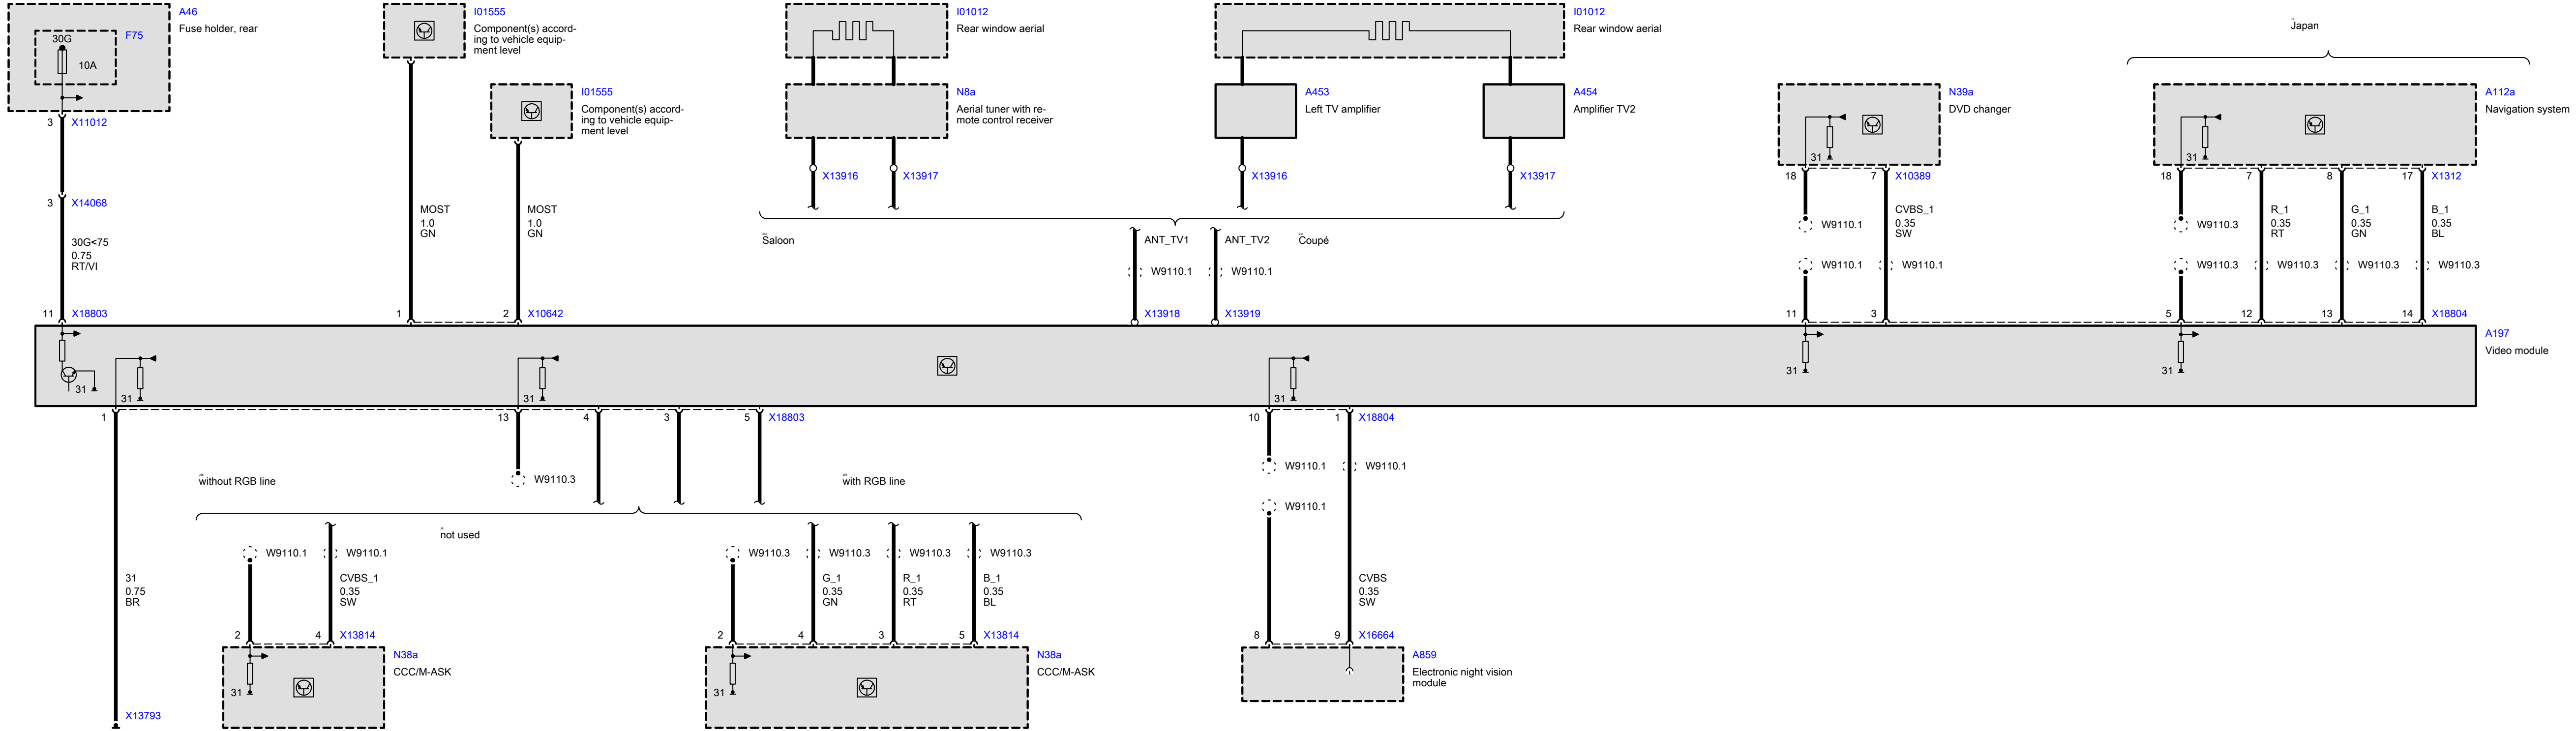 A46
Fuse holder, rear
30G
F75
10A
3
X11012
3
X14068
30G<75
0.75
RT/VI
11
X18803
I01555
Component(s) accord-
ing to vehicle equip-
ment level
I01555
Component(s) accord-
ing to vehicle equip-
ment level
MOST
1.0
GN
MOST
1.0
GN
1
2
X10642
I01012
Rear window aerial
N8a
Aerial tuner with re-
mote control receiver
X13916
X13917
I01012
Rear window aerial
A453
Left TV amplifier
A454
Amplifier TV2
X13916
X13917
Saloon
ANT_TV1
ANT_TV2
Coupé
W9110.1
W9110.1
X13918
X13919
N39a
DVD changer
31
18
7
X10389
CVBS_1
0.35
SW
W9110.1
W9110.1
W9110.1
11
3
Japan
A112a
Navigation system
31
18
7
8
17
X1312
W9110.3
R_1
0.35
RT
G_1
0.35
GN
B_1
0.35
BL
W9110.3
W9110.3
W9110.3
W9110.3
5
12
13
14
X18804
A197
Video module
31
31
31
31
31
31
1
13
4
3
5
X18803
10
1
X18804
without RGB line
W9110.3
with RGB line
not used
W9110.1
W9110.1
CVBS_1
0.35
SW
W9110.3
W9110.3
W9110.3
W9110.3
G_1
0.35
GN
R_1
0.35
RT
B_1
0.35
BL
31
0.75
BR
X13793
2
4
X13814
N38a
CCC/M-ASK
31
2
4
3
5
X13814
N38a
CCC/M-ASK
31
W9110.1
W9110.1
W9110.1
CVBS
0.35
SW
8
9
X16664
A859
Electronic night vision
module